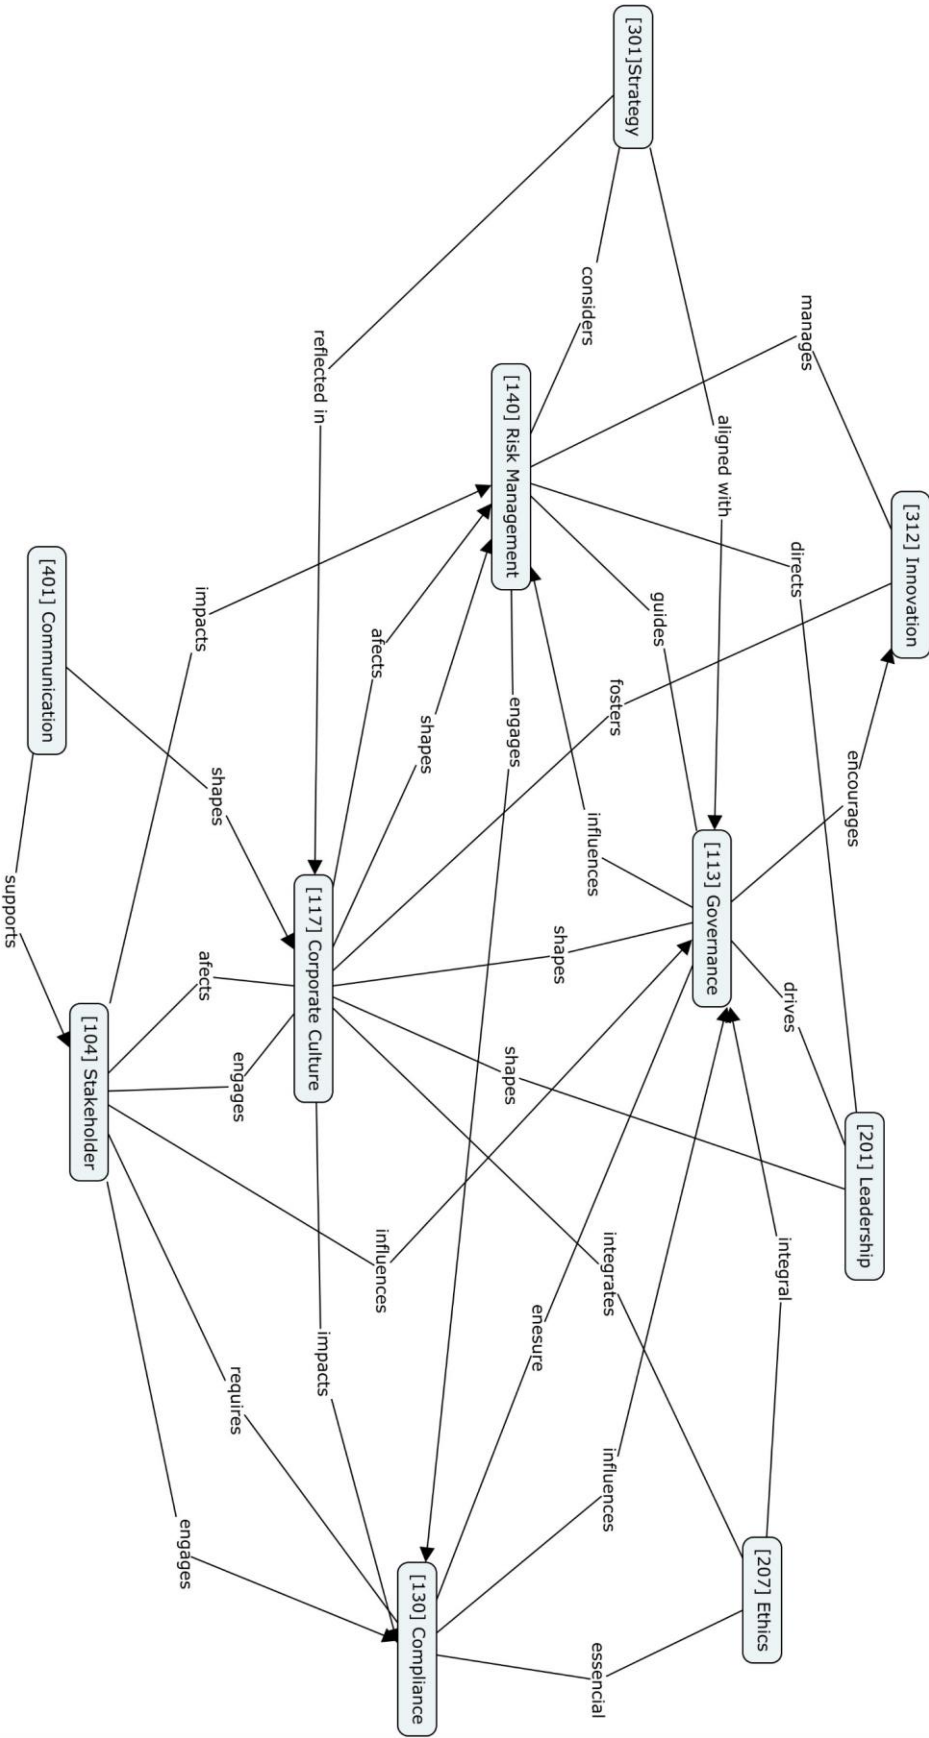 [312] Innovation
[201] Leadership
encourages
manages
directs
drives
integral
[207] Ethics
aligned with
[113] Governance
guides
[301]Strategy
fosters
integrates
influences
essencial
influences
considers
shapes
enesure
engages
[140] Risk Management
shapes
shapes
[130] Compliance
influences
afects
impacts
reflected in
[117] Corporate Culture
engages
requires
shapes
afects
impacts
engages
[104] Stakeholder
[401] Communication
supports